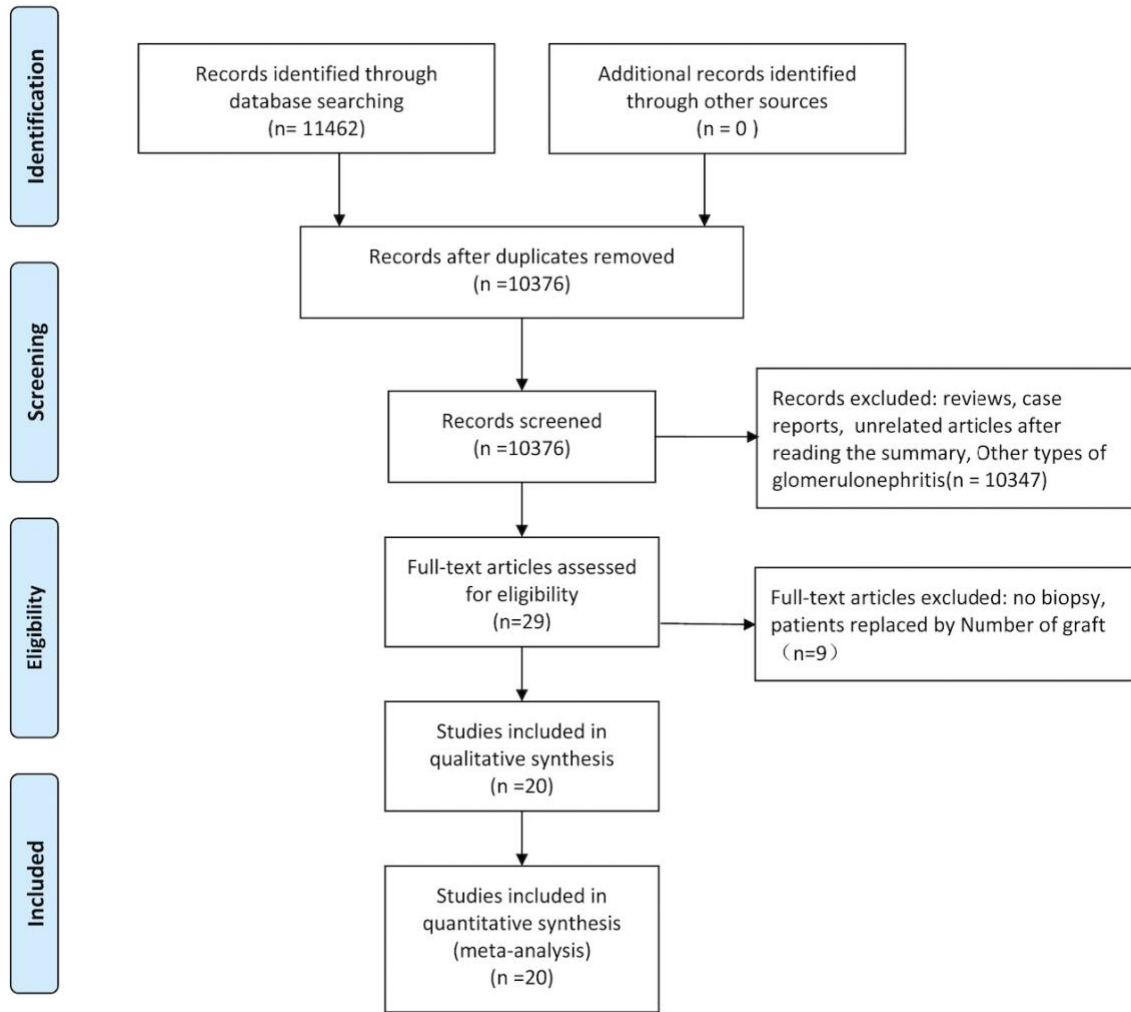 Identification
Records identified through
database searching
(n= 11462)
Additional records identified
through other sources
(n = 0 )
Records after duplicates removed
(n =10376)
Screening
Records screened
(n =10376)
Records excluded: reviews, case
reports,  unrelated articles after
reading the summary, Other types of
glomerulonephritis(n = 10347)
Eligibility
Full-text articles assessed
for eligibility
(n=29)
Full-text articles excluded: no biopsy,
patients replaced by Number of graft
（n=9）
Studies included in
qualitative synthesis
(n =20)
Included
Studies included in
quantitative synthesis
(meta-analysis)
(n =20)